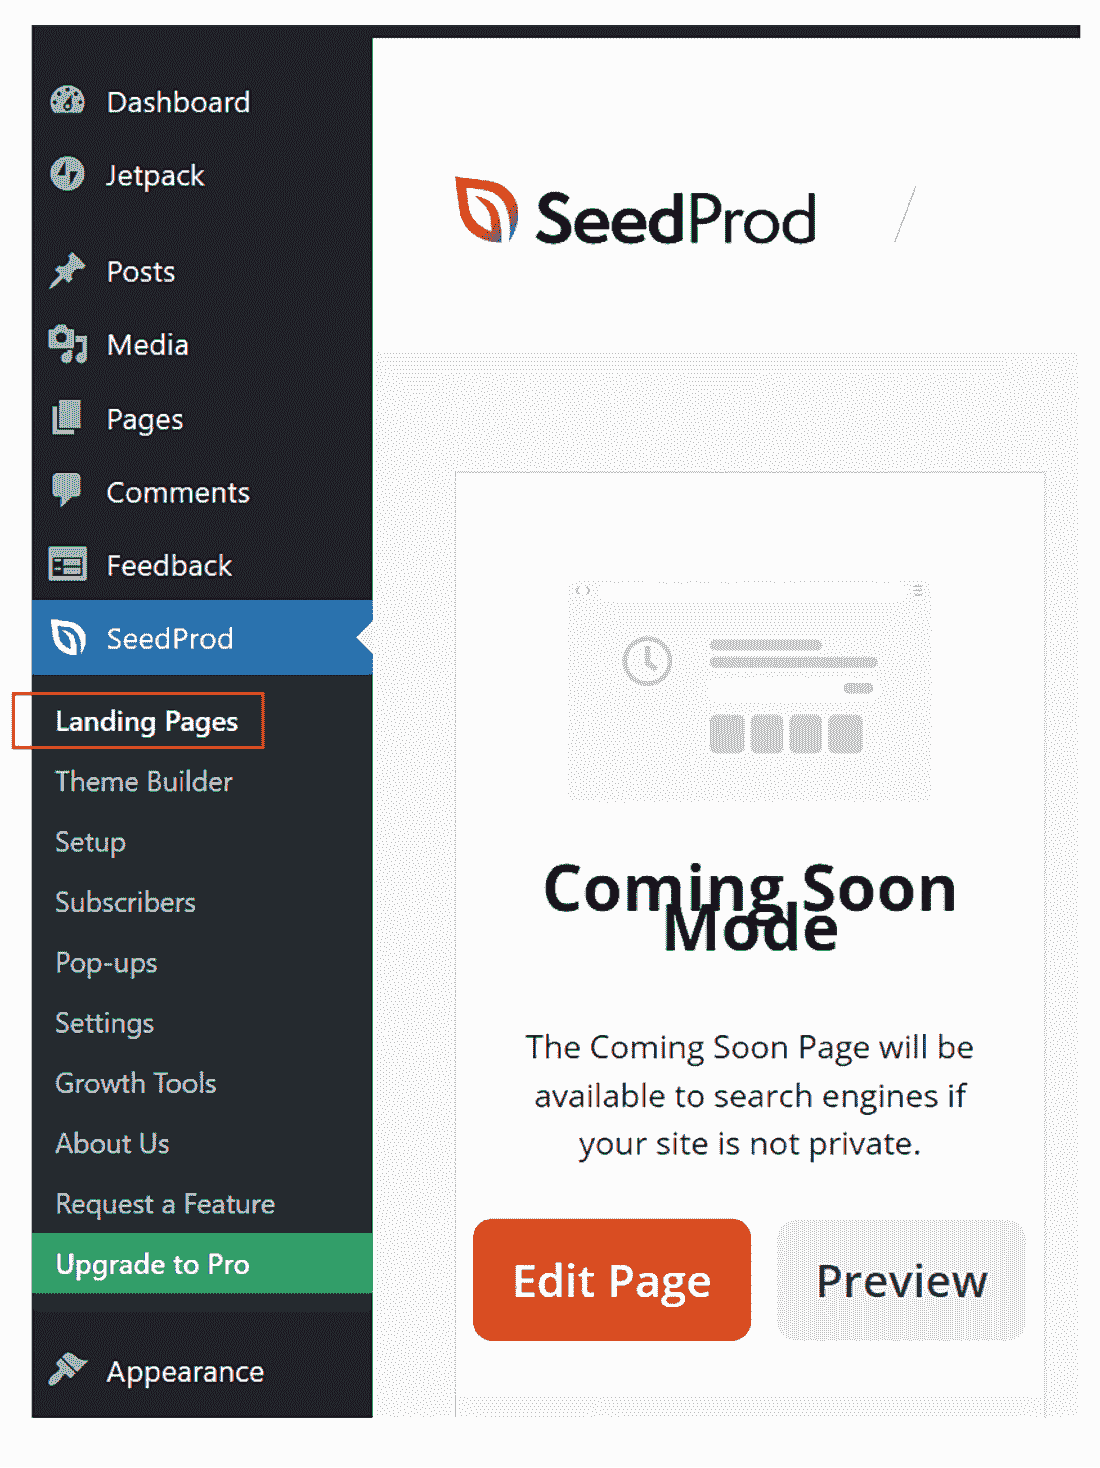 Dashboard
Jetpack
Posts
Media
Pages
Comments
Feedback
SeedProd
Landing Pages
Theme Builder
Setup
Subscribers
Pop-ups
Settings
Growth Tools
About Us
Request a Feature
Upgrade to Pro
Appearance
SeedProd /
Coming Soon
Mode
The Coming Soon Page will be
available to search engines if
your site is not private.
Edit Page
Preview